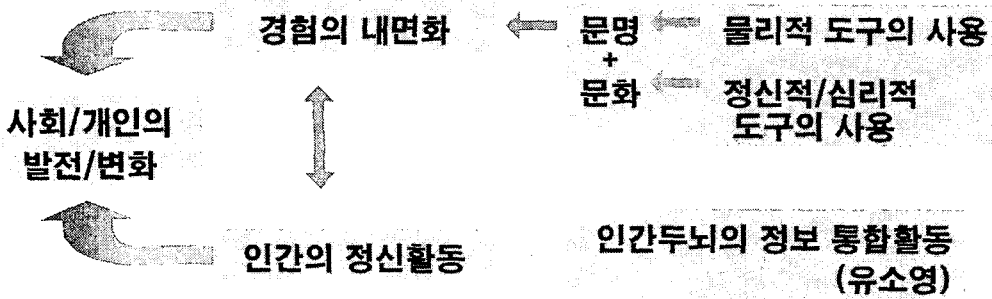 경험의 내면화
문명
+
문화
물리적 도구의 사용
정신적/심리적
도구의 사용
사회/개인의
발전/변화
인간의 정신활동
인간두뇌의 정보 통합활동
(유소영)